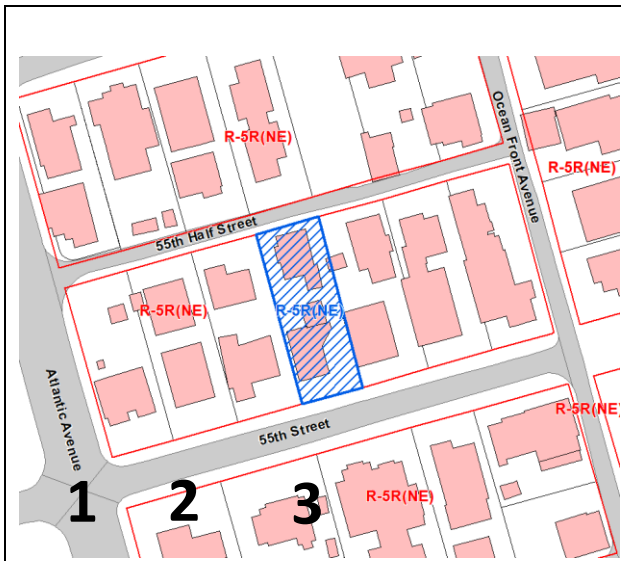 R-5R(NE)
Ocean Front Avenue
R-5R(NE)
55th Half Street
R-5R(NE)
R-5R(NE)
Atlantic Avenue
55th Street
R-5R(NE)
1 2 3
R-5R(NE)